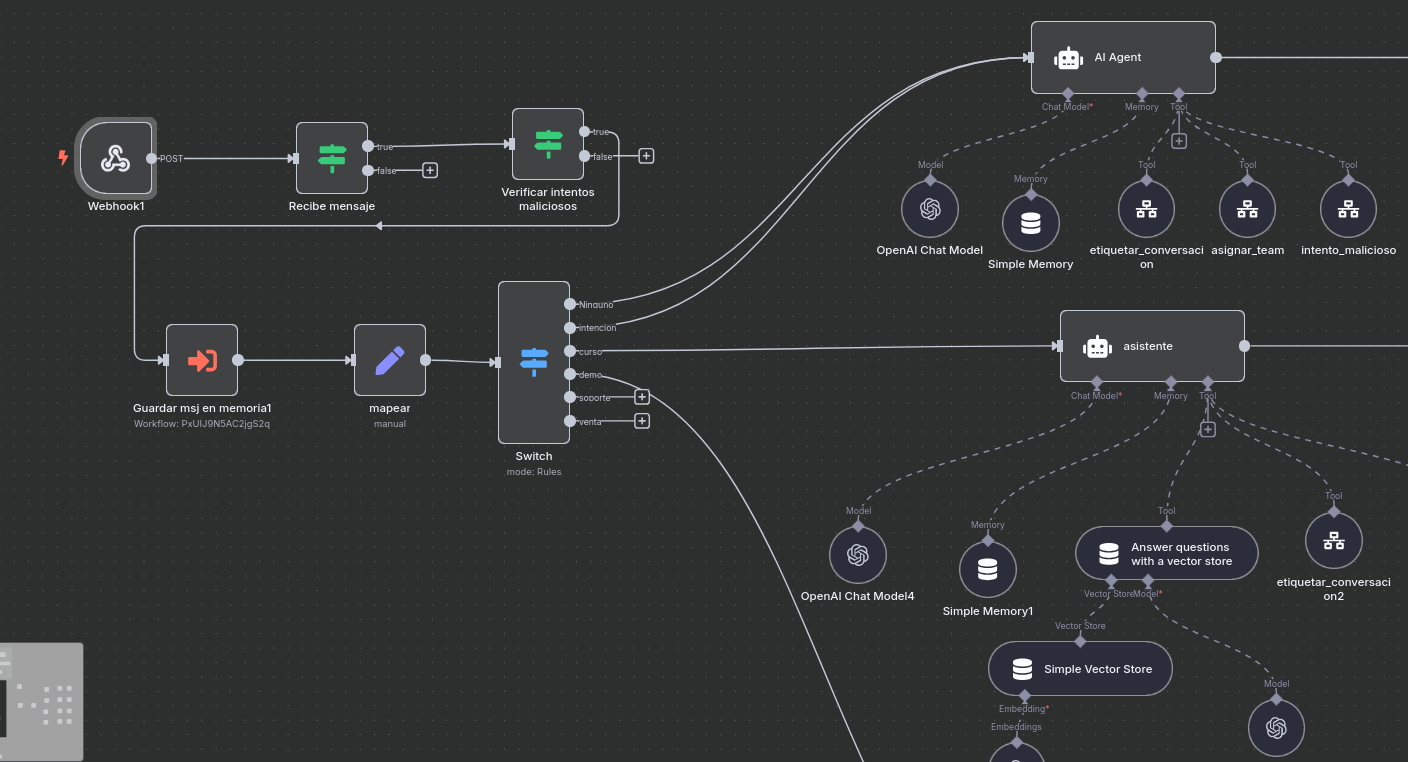 AI Agent
Chat Model*
Memory
Tool
POST
true
false
true
false
Webhook1
Recibe mensaje
Verificar intentos
maliciosos
Model
Memory
Tool
Tool
Tool
OpenAI Chat Model
Simple Memory
etiquetar_conversaci
on
asignar_team
intento_malicioso
Ninguno
intencion
curso
demo
soporte
venta
Guardar msj en memoria1
Workflow: PxUIJ9N5AC2jgS2q
mapear
manual
Switch
mode: Rules
asistente
Chat Model*
Memory
Tool
Model
Memory
Tool
Tool
OpenAI Chat Model4
Simple Memory1
Answer questions
with a vector store
etiquetar_conversaci
on2
Vector Store
Model*
Vector Store
Simple Vector Store
Embedding*
Embeddings
Model